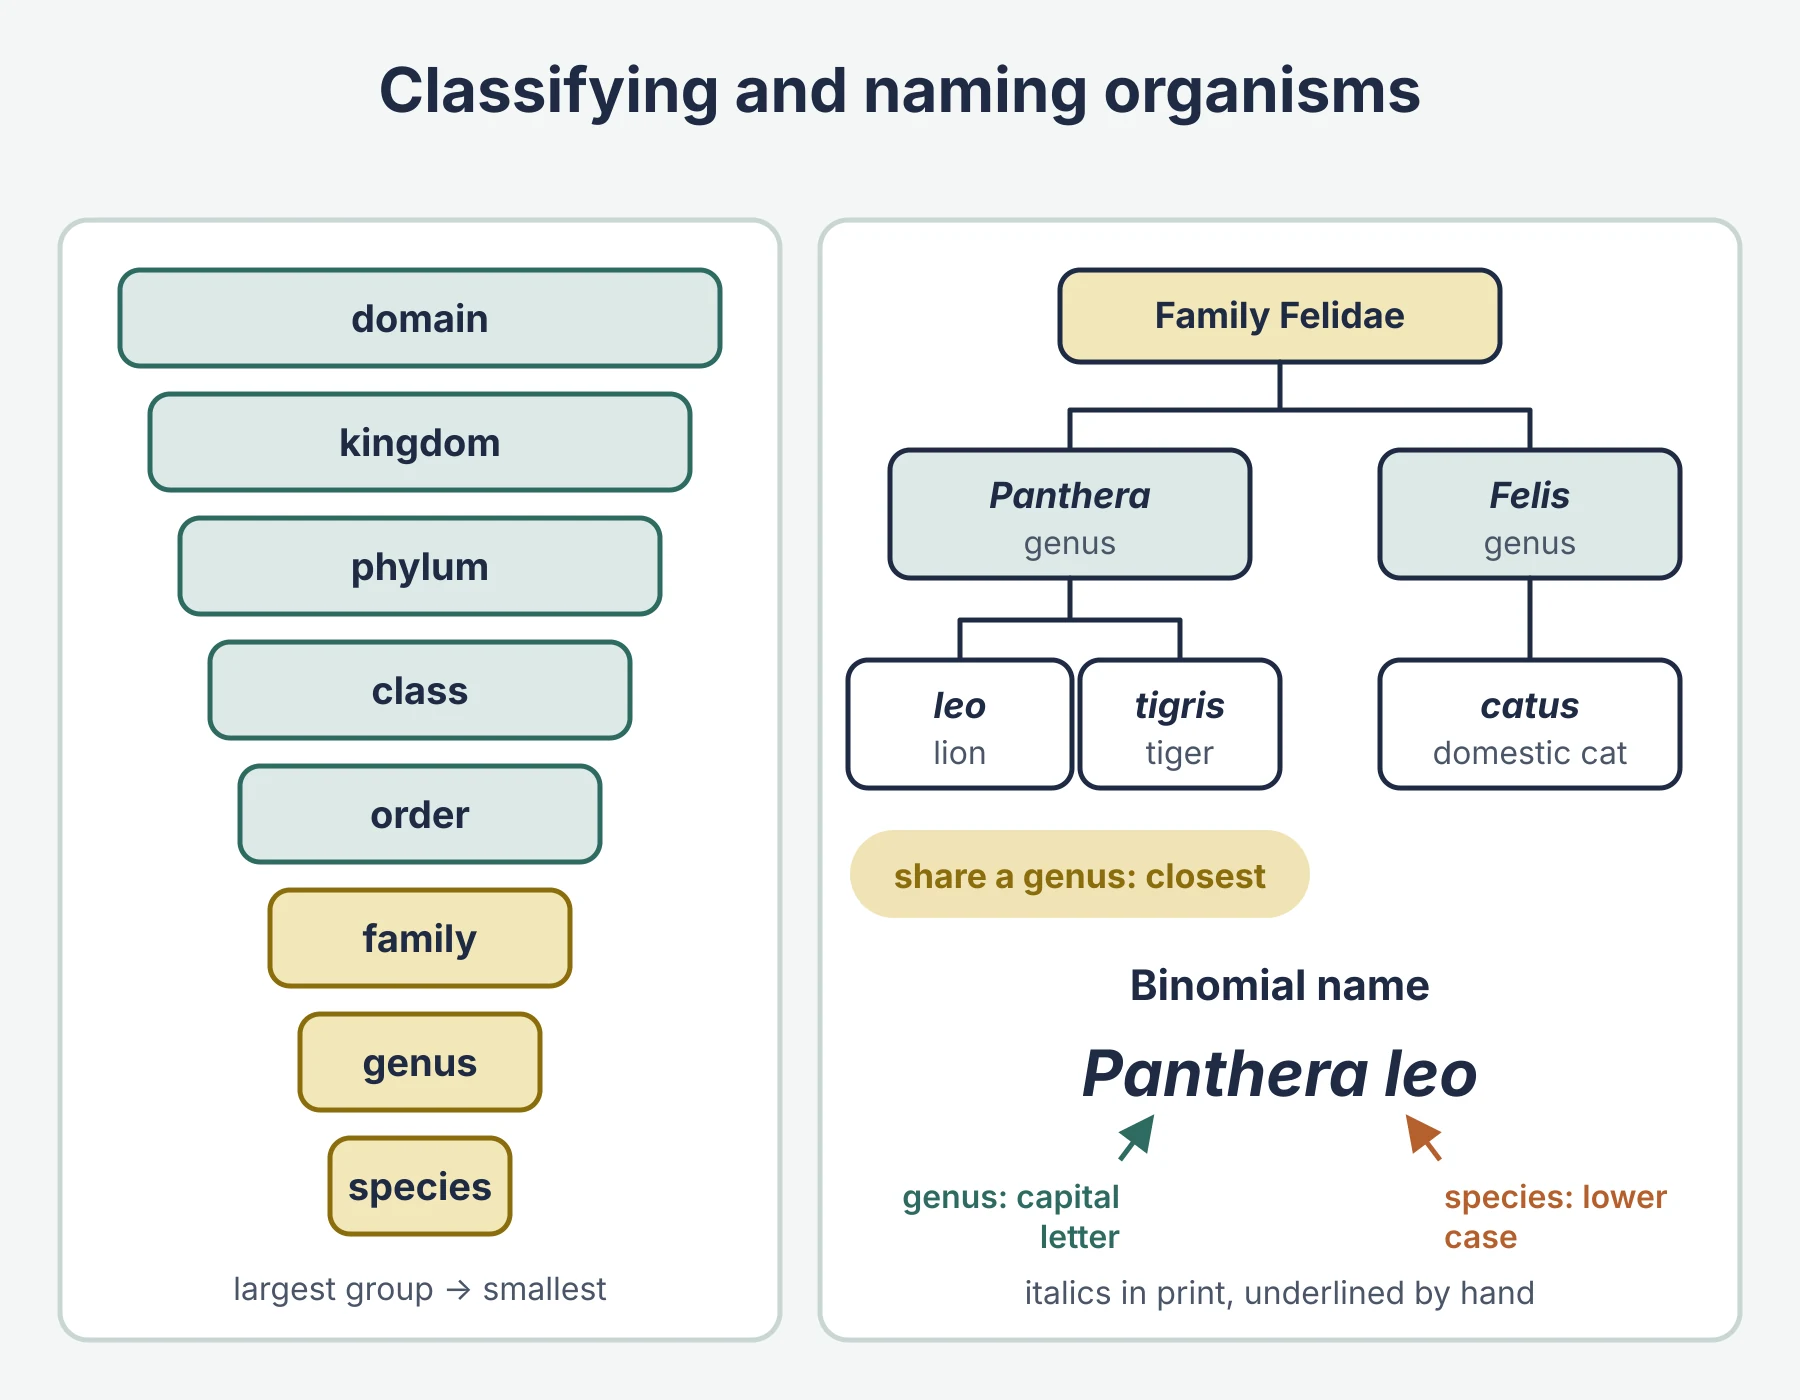 Classifying and naming organisms
domain
kingdom
phylum
class
order
family
genus
species
largest group → smallest
Family Felidae
Panthera
genus
Felis
genus
leo
lion
tigris
tiger
catus
domestic cat
share a genus: closest
Binomial name
Panthera leo
genus: capital
letter
species: lower
case
italics in print, underlined by hand